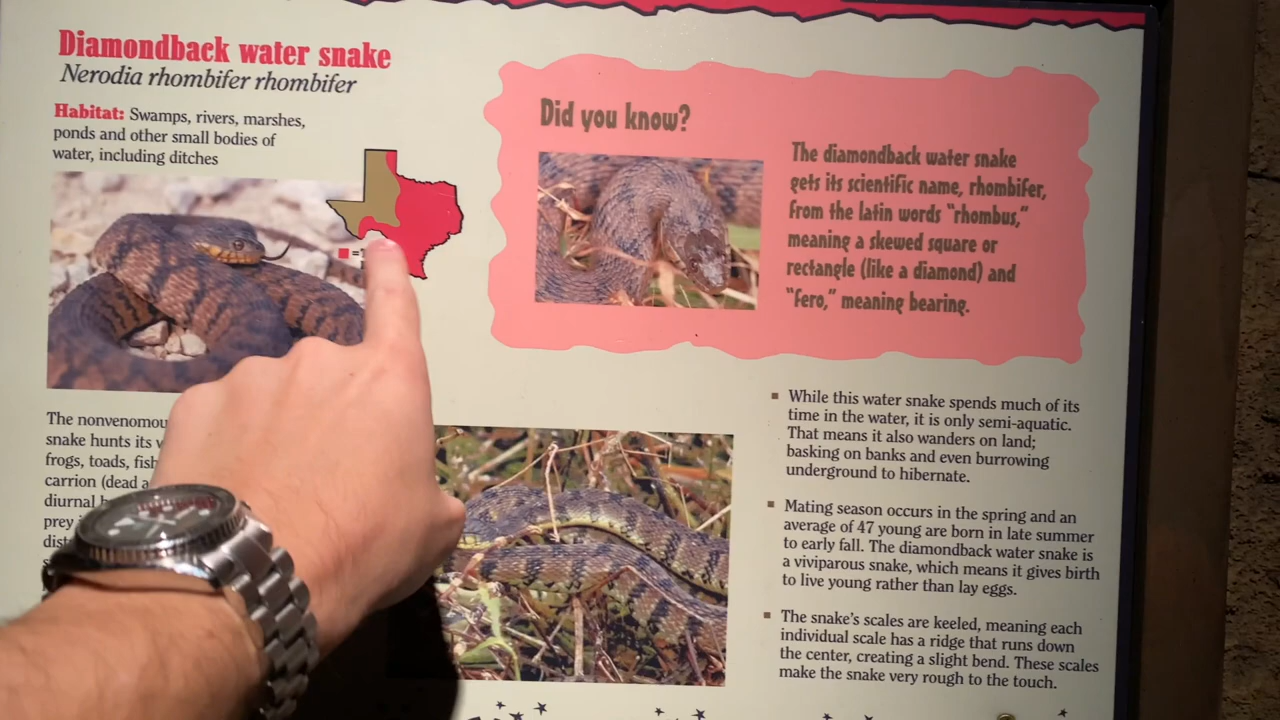 Diamondback water snake
Nerodia rhombifer rhombifer
Habitat: Swamps, rivers, marshes,
ponds and other small bodies of
water, including ditches
Did you know?
The diamondback water snake
gets its scientific name, rhombifer,
from the latin words "rhombus,"
meaning a skewed square or
rectangle (like a diamond) and
"fero," meaning bearing.
The
snake hunts its
frogs, toads,
carrion (dead
diurnal
prey
While this water snake spends much of its
time in the water, it is only semi-aquatic.
That means it also wanders on land;
basking on banks and even burrowing
underground to hibernate.
Mating season occurs in the spring and an
average of 47 young are born in late summer
to early fall. The diamondback water snake is
a viviparous snake, which means it gives birth
to live young rather than lay eggs.
The snake's scales are keeled, meaning each
individual scale has a ridge that runs down
the center, creating a slight bend. These scales
make the snake very rough to the touch.